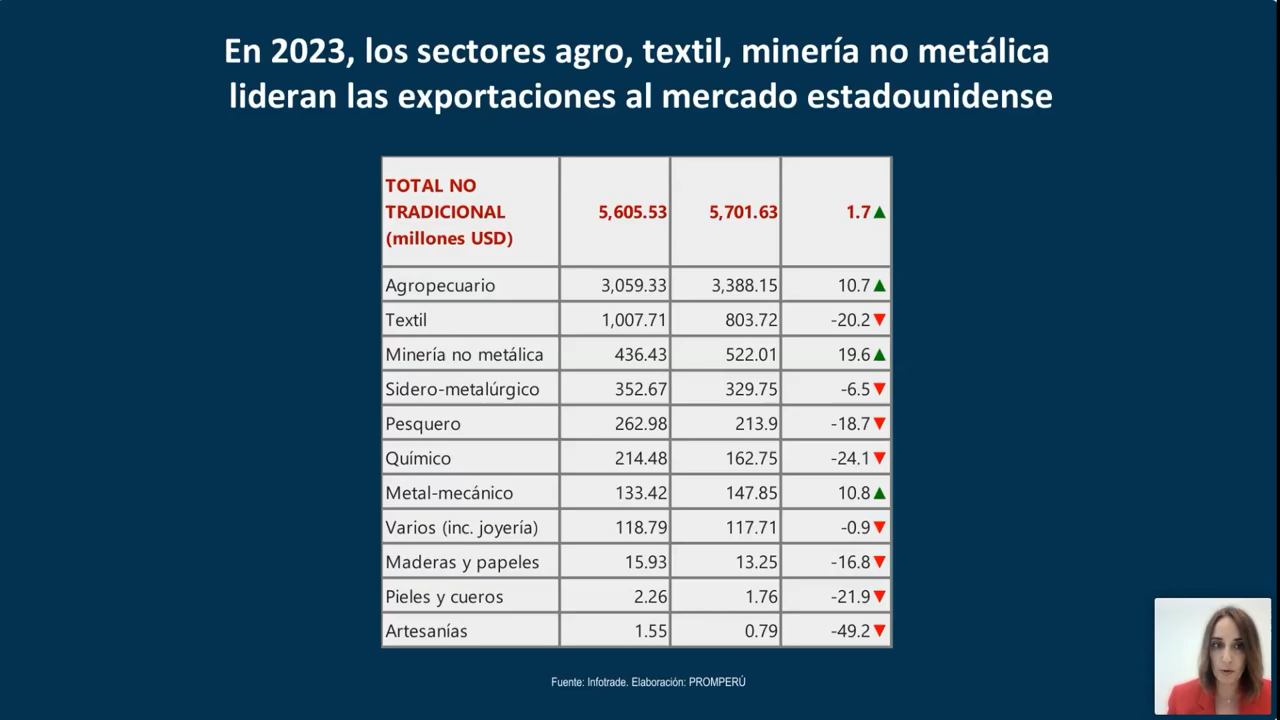 En 2023, los sectores agro, textil, minería no metálica
lideran las exportaciones al mercado estadounidense
TOTAL NO
TRADICIONAL
(millones USD)
5,605.53 5,701.63 1.7▲
Agropecuario 3,059.33 3,388.15 10.7▲
Textil 1,007.71 803.72 -20.2▼
Minería no metálica 436.43 522.01 19.6▲
Sidero-metalúrgico 352.67 329.75 -6.5▼
Pesquero 262.98 213.9 -18.7▼
Químico 214.48 162.75 -24.1▼
Metal-mecánico 133.42 147.85 10.8▲
Varios (inc. joyería) 118.79 117.71 -0.9▼
Maderas y papeles 15.93 13.25 -16.8▼
Pieles y cueros 2.26 1.76 -21.9▼
Artesanías 1.55 0.79 -49.2▼
Fuente: Infotrade. Elaboración: PROMPERÚ